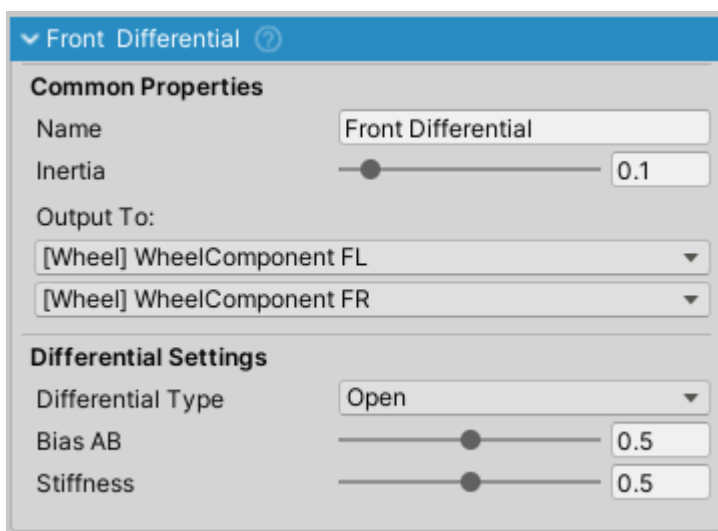 Front Differential ?
Common Properties
Name Front Differential
Inertia 0.1
Output To:
[Wheel] WheelComponent FL
[Wheel] WheelComponent FR
Differential Settings
Differential Type Open
Bias AB 0.5
Stiffness 0.5